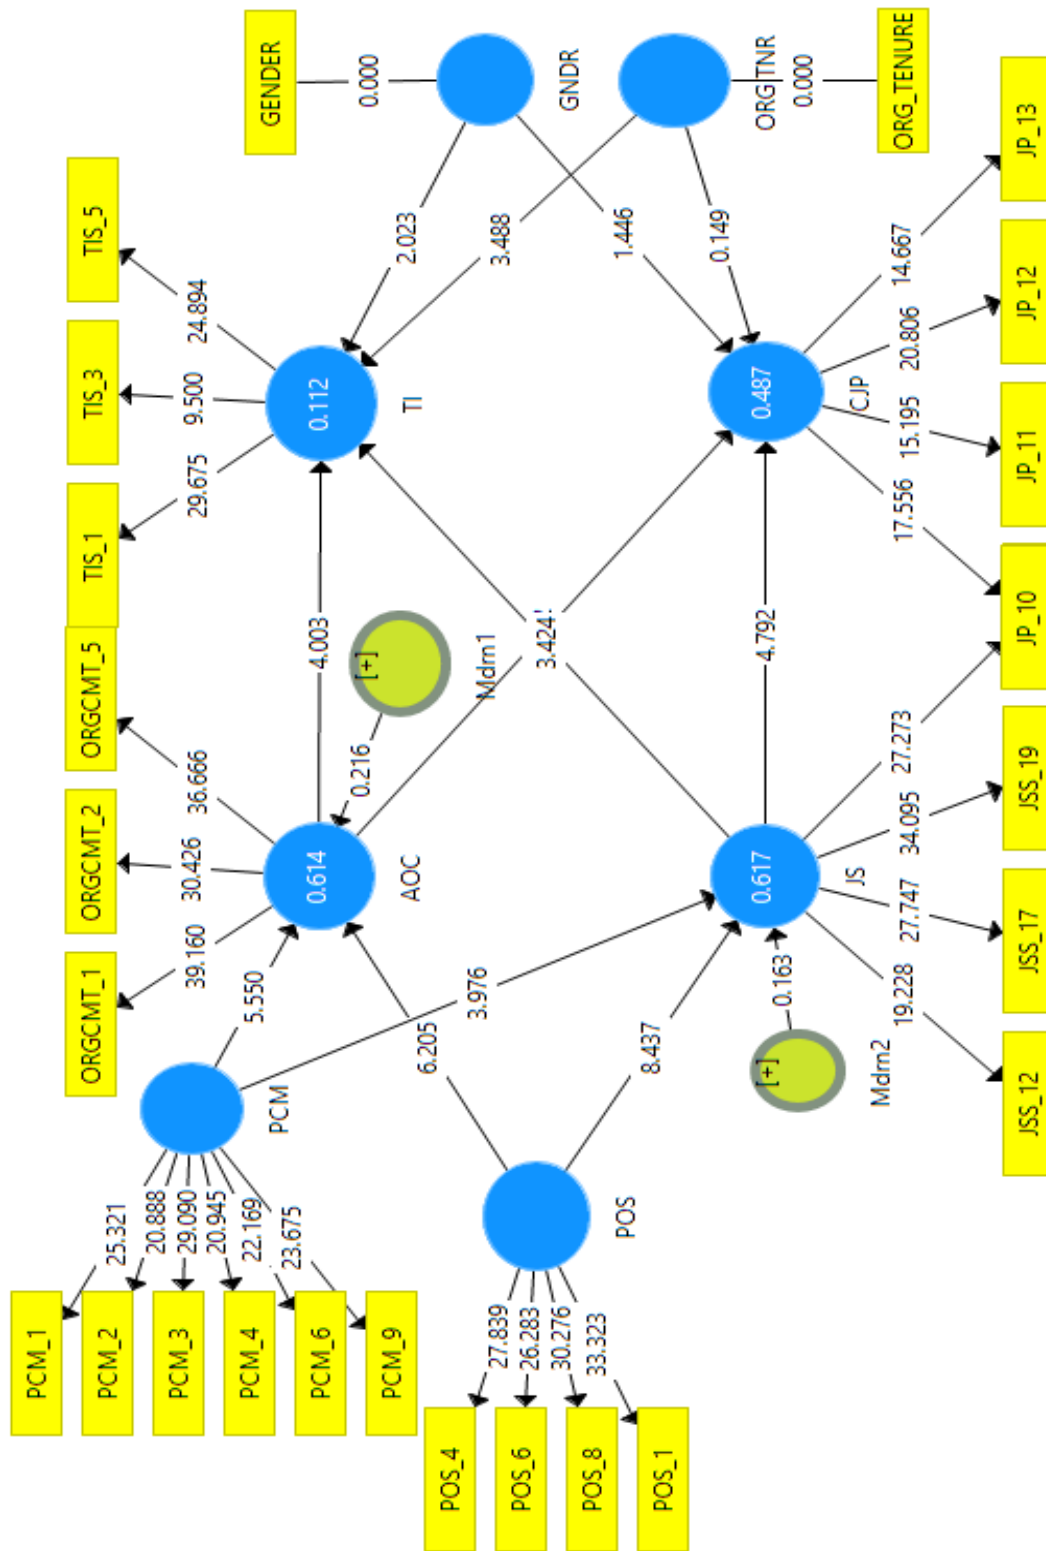 PCM_1
PCM_2
PCM_3
PCM_4
PCM_6
PCM_9
25.321
20.888
29.090
20.945
22.169
23.675
PCM
POS_4
POS_6
POS_8
POS_1
27.839
26.283
30.276
33.323
POS
5.550
3.976
6.205
8.437
ORGCMT_1
ORGCMT_2
ORGCMT_5
39.160
30.426
36.666
0.614
AOC
0.216
[+]
Mdrn1
0.617
JS
0.163
[+]
Mdrn2
19.228
27.747
34.095
27.273
JSS_12
JSS_17
JSS_19
JP_10
4.003
3.424
4.792
TIS_1
TIS_3
TIS_5
29.675
9.500
24.894
0.112
TI
0.487
CJP
17.556
15.195
20.806
14.667
JP_11
JP_12
JP_13
2.023
3.488
1.446
0.149
GENDER
0.000
GNDR
ORG TNR
0.000
ORG_TENURE